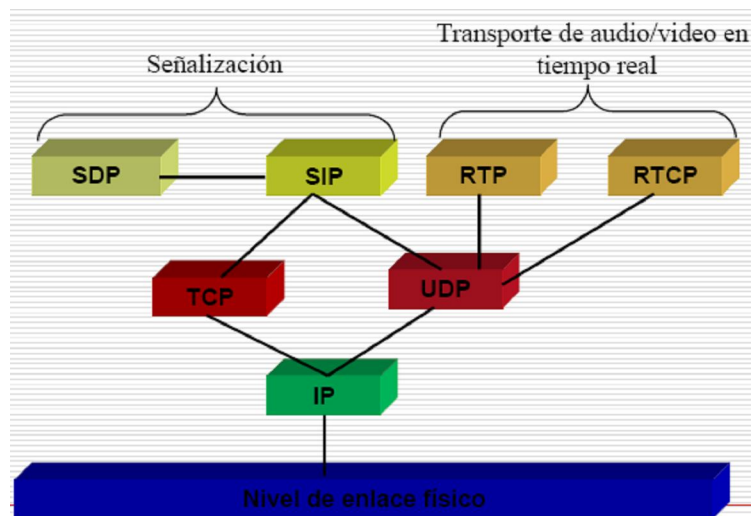 Señalización
Transporte de audio/video en
tiempo real
SDP
SIP
RTP
RTCP
TCP
UDP
IP
Nivel de enlace físico